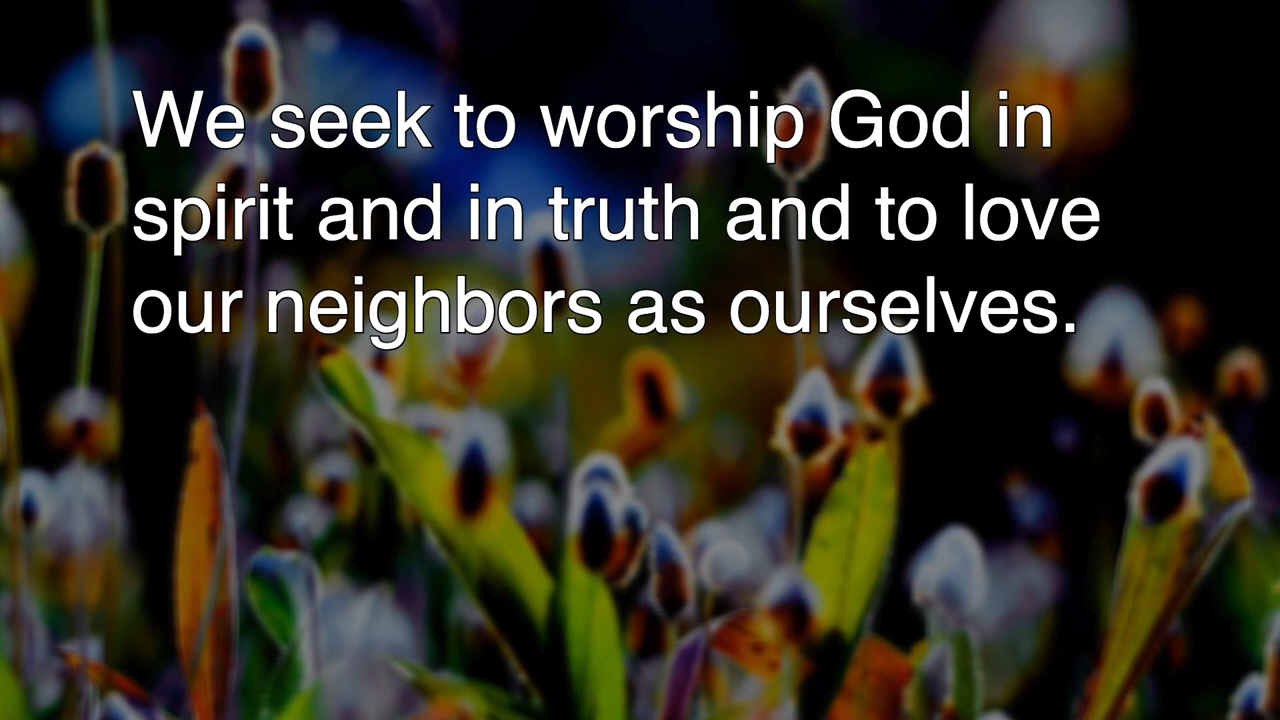 We seek to worship God in
spirit and in truth and to love
our neighbors as ourselves.